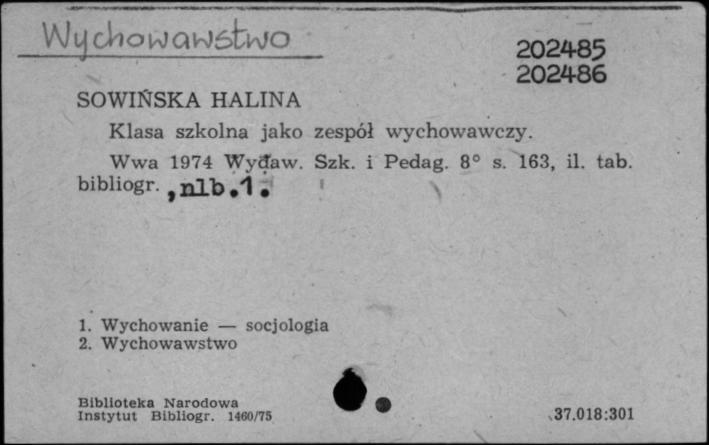 Wychowawstwo
202485
202486
SOWIŃSKA HALINA
Klasa szkolna jako zespół wychowawczy.
Wwa 1974 Wydaw. Szk. i Pedag. 8° s. 163, il. tab.
bibliogr. , nlb.1.
1. Wychowanie — socjologia
2. Wychowawstwo
Biblioteka Narodowa
Instytut Bibliogr. 1460/75
37.018:301